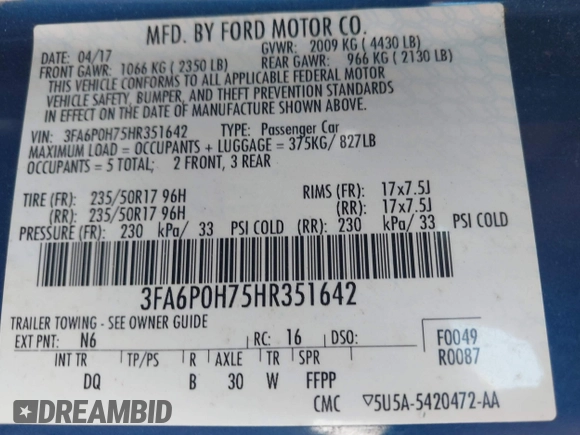 MFD. BY FORD MOTOR CO.
DATE: 04/17 GVWR: 2009 KG (4430 LB)
FRONT GAWR: 1066 KG (2350 LB) REAR GAWR: 966 KG (2130 LB)
THIS VEHICLE CONFORMS TO ALL APPLICABLE FEDERAL MOTOR
VEHICLE SAFETY, BUMPER, AND THEFT PREVENTION STANDARDS
IN EFFECT ON THE DATE OF MANUFACTURE SHOWN ABOVE.
VIN: 3FA6P0H75HR351642 TYPE: Passenger Car
MAXIMUM LOAD = OCCUPANTS + LUGGAGE = 375KG/ 827LB
OCCUPANTS = 5 TOTAL; 2 FRONT, 3 REAR
TIRE (FR): 235/50R17 96H RIMS (FR): 17x7.5J
(RR): 235/50R17 96H (RR): 17x7.5J
PRESSURE (FR): 230 kPa/ 33 PSI COLD (RR): 230 kPa/ 33 PSI COLD
3FA6P0H75HR351642
TRAILER TOWING - SEE OWNER GUIDE
EXT PNT: N6 RC: 16 DSO: F0049
INT TR TP/PS R AXLE TR SPR R0087
DQ B 30 W FFPP
CMC ▽5U5A-5420472-AA
DREAMBID